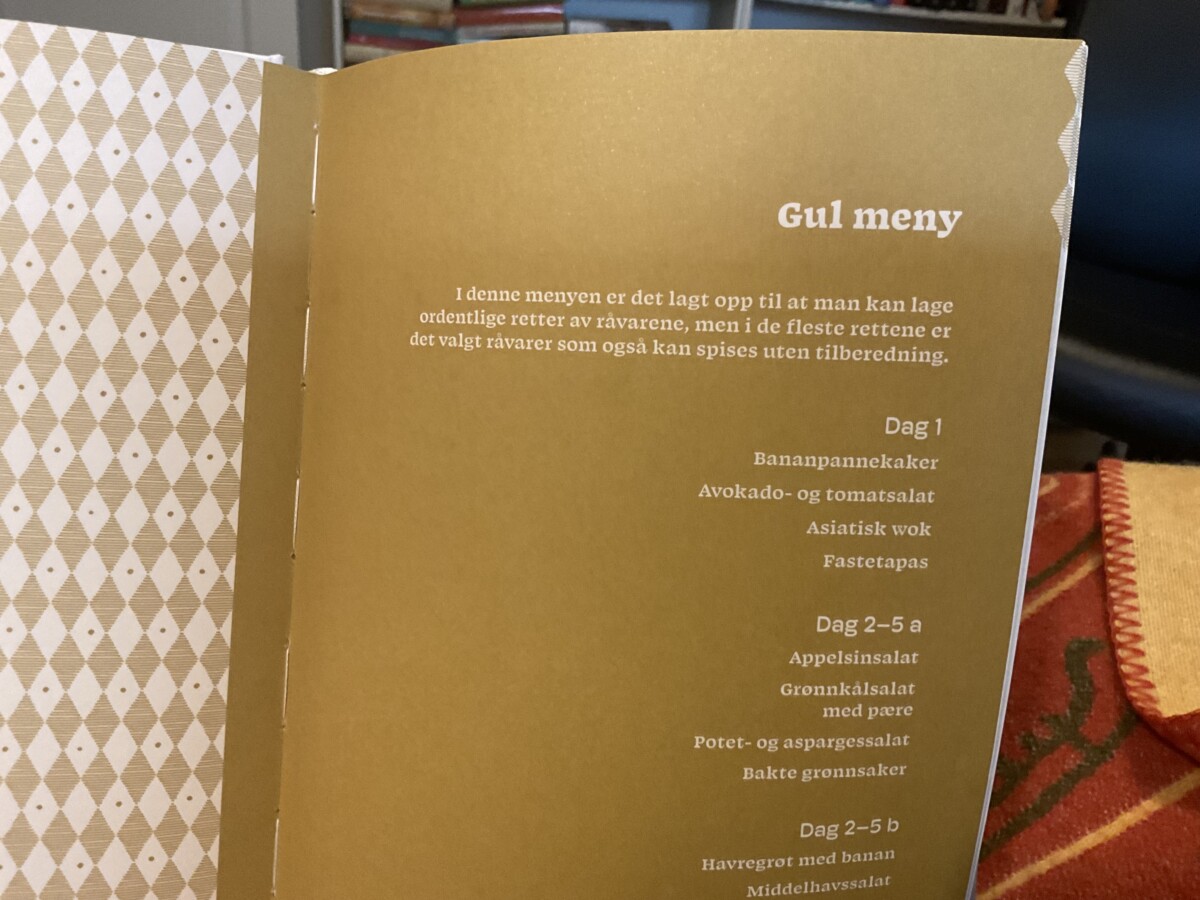 Gul meny
I denne menyen er det lagt opp til at man kan lage
ordentlige retter av råvarene, men i de fleste rettene er
det valgt råvarer som også kan spises uten tilberedning.
Dag 1
Bananpannekaker
Avokado- og tomatsalat
Asiatisk wok
Fastetapas
Dag 2–5 a
Appelsinsalat
Grønnkålsalat
med pære
Potet- og aspargessalat
Bakte grønnsaker
Dag 2–5 b
Havregrøt med banan
Middelhavssalat